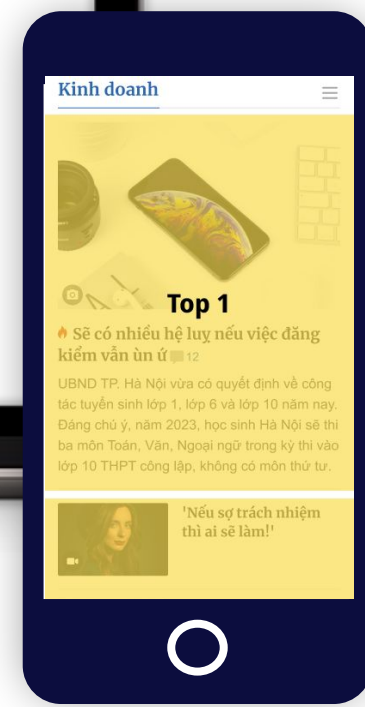 Kinh doanh
Top 1
Sẽ có nhiều hệ luỵ nếu việc đăng
kiểm vẫn ùn ứ 12
UBND TP. Hà Nội vừa có quyết định về công
tác tuyển sinh lớp 1, lớp 6 và lớp 10 năm nay.
Đáng chú ý, năm 2023, học sinh Hà Nội sẽ thi
ba môn Toán, Văn, Ngoại ngữ trong kỳ thi vào
lớp 10 THPT công lập, không có môn thứ tư.
'Nếu sợ trách nhiệm
thì ai sẽ làm!'